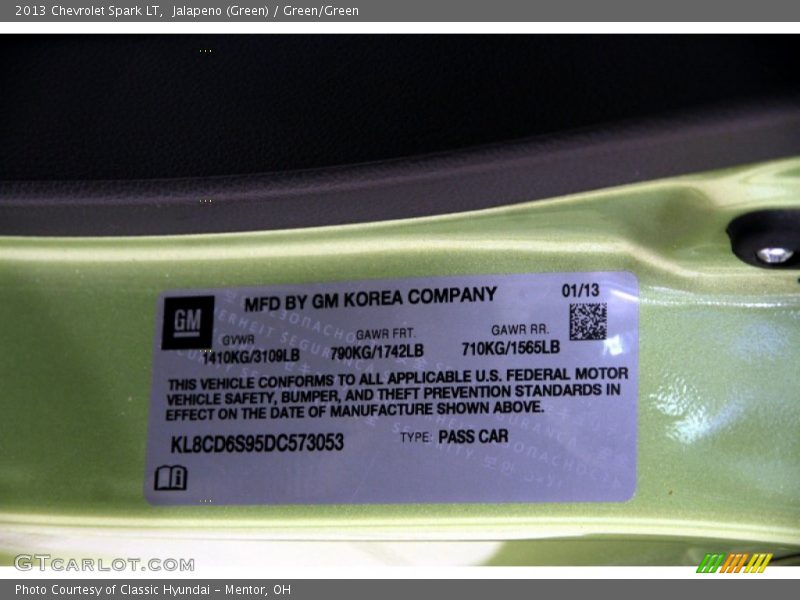 2013 Chevrolet Spark LT,  Jalapeno (Green) / Green/Green
MFD BY GM KOREA COMPANY
01/13
GM
GVWR
GAWR FRT.
GAWR RR.
1410KG/3109LB
790KG/1742LB
710KG/1565LB
THIS VEHICLE CONFORMS TO ALL APPLICABLE U.S. FEDERAL MOTOR
VEHICLE SAFETY, BUMPER, AND THEFT PREVENTION STANDARDS IN
EFFECT ON THE DATE OF MANUFACTURE SHOWN ABOVE.
KL8CD6S95DC573053
TYPE: PASS CAR
GTCARLOT.COM
Photo Courtesy of Classic Hyundai - Mentor, OH